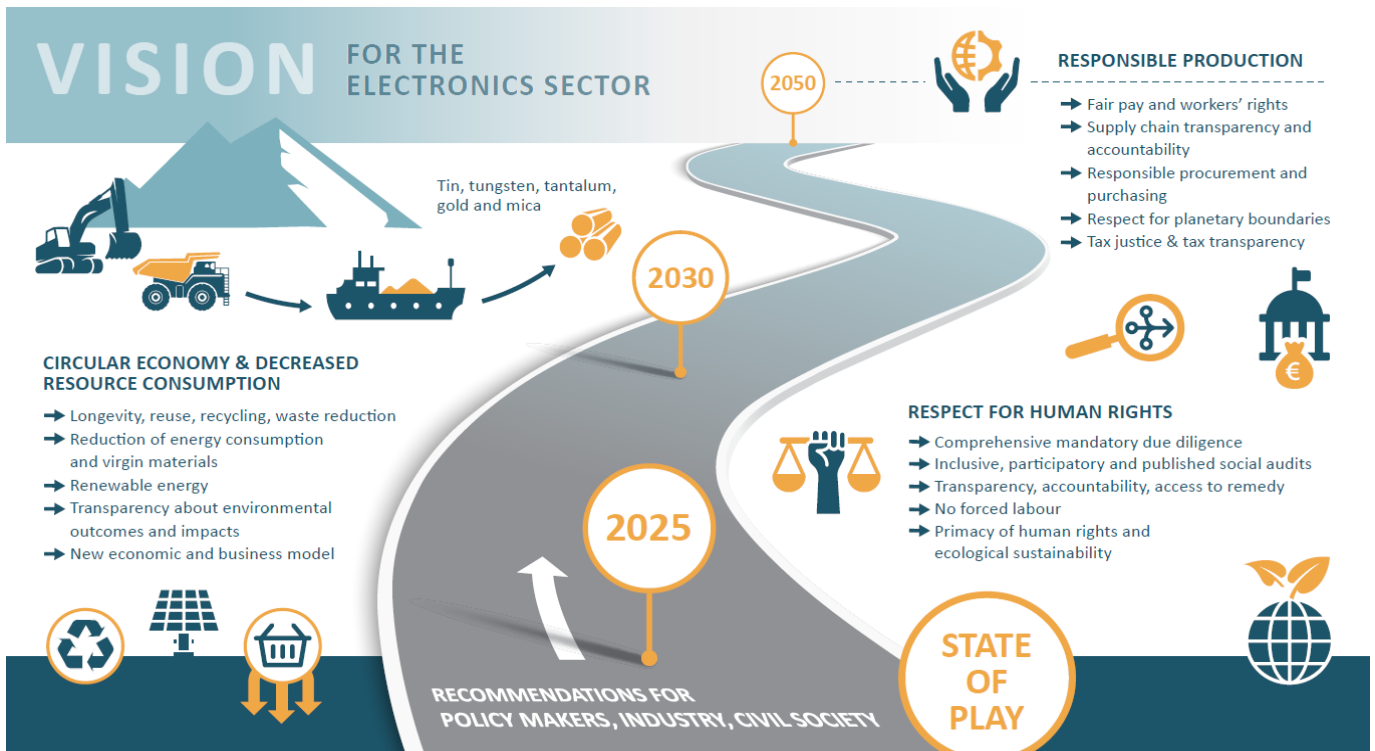 VISION
FOR THE
ELECTRONICS SECTOR
2050
RESPONSIBLE PRODUCTION
Fair pay and workers’ rights
Supply chain transparency and
accountability
Responsible procurement and
purchasing
Respect for planetary boundaries
Tax justice & tax transparency
Tin, tungsten, tantalum,
gold and mica
2030
€
CIRCULAR ECONOMY & DECREASED
RESOURCE CONSUMPTION
Longevity, reuse, recycling, waste reduction
Reduction of energy consumption
and virgin materials
Renewable energy
Transparency about environmental
outcomes and impacts
New economic and business model
RESPECT FOR HUMAN RIGHTS
Comprehensive mandatory due diligence
Inclusive, participatory and published social audits
Transparency, accountability, access to remedy
No forced labour
Primacy of human rights and
ecological sustainability
2025
RECOMMENDATIONS FOR
POLICY MAKERS, INDUSTRY, CIVIL SOCIETY
STATE
OF
PLAY